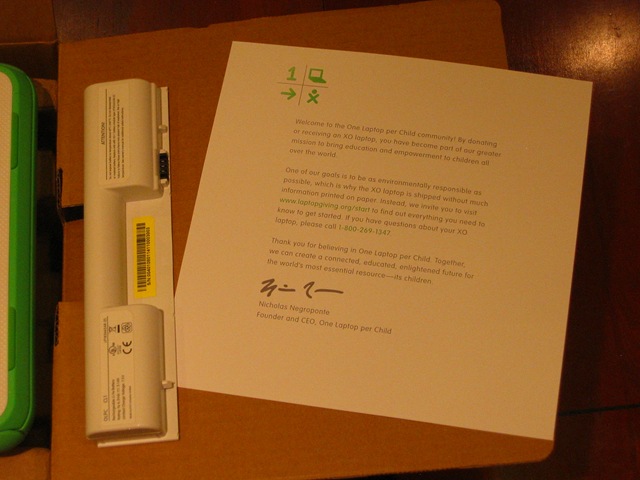 1
Welcome to the One Laptop per Child community! By donating
or receiving an XO laptop, you have become part of our greater
mission to bring education and empowerment to children all
over the world.
One of our goals is to be as environmentally responsible as
possible, which is why the XO laptop is shipped without much
information printed on paper. Instead, we invite you to visit
www.laptopgiving.org/start to find out everything you need to
know to get started. If you have questions about your XO
laptop, please call 1-800-269-1347.
Thank you for believing in One Laptop per Child. Together,
we can create a connected, educated, enlightened future for
the world's most essential resource—its children.
Nicholas Negroponte
Founder and CEO, One Laptop per Child
ATTENTION
OLPC CL1
CE